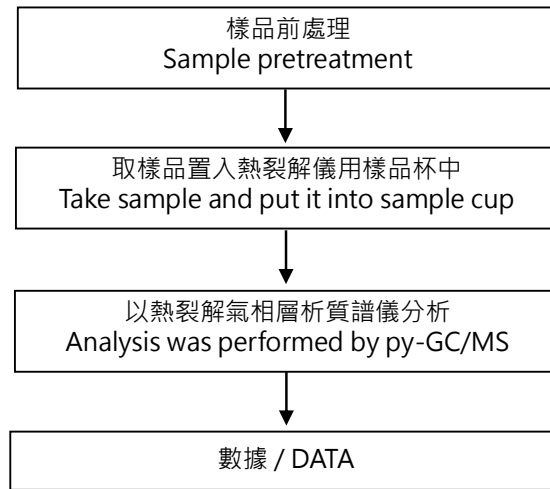 樣品前處理
Sample pretreatment
取樣品置入熱裂解儀用樣品杯中
Take sample and put it into sample cup
以熱裂解氣相層析質譜儀分析
Analysis was performed by py-GC/MS
數據 / DATA